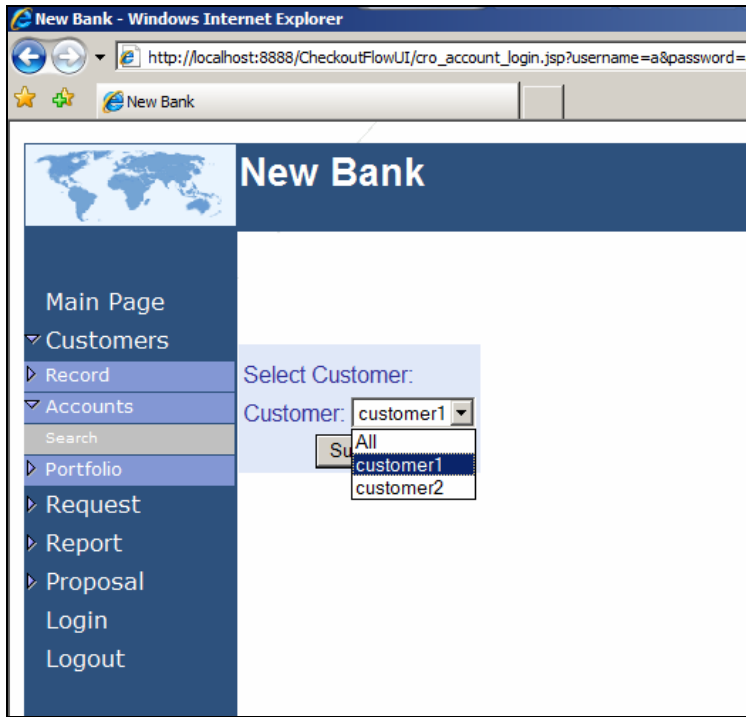 New Bank - Windows Internet Explorer
http://localhost:8888/CheckoutFlowUI/cro_account_login.jsp?username=a&password=
New Bank
New Bank
Main Page
Customers
Record
Accounts
Search
Portfolio
Request
Report
Proposal
Login
Logout
Select Customer:
Customer: customer1
Su
All
customer1
customer2